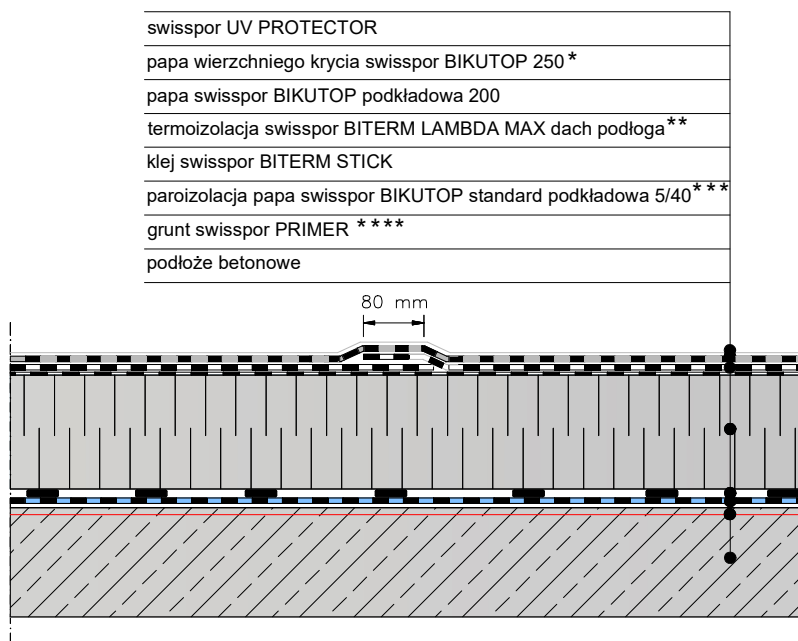 swisspor UV PROTECTOR
papa wierzchniego krycia swisspor BIKUTOP 250*
papa swisspor BIKUTOP podkładowa 200
termoizolacja swisspor BITERM LAMBDA MAX dach podłoga**
klej swisspor BITERM STICK
paroizolacja papa swisspor BIKUTOP standard podkładowa 5/40***
grunt swisspor PRIMER ****
podłoże betonowe
80 mm